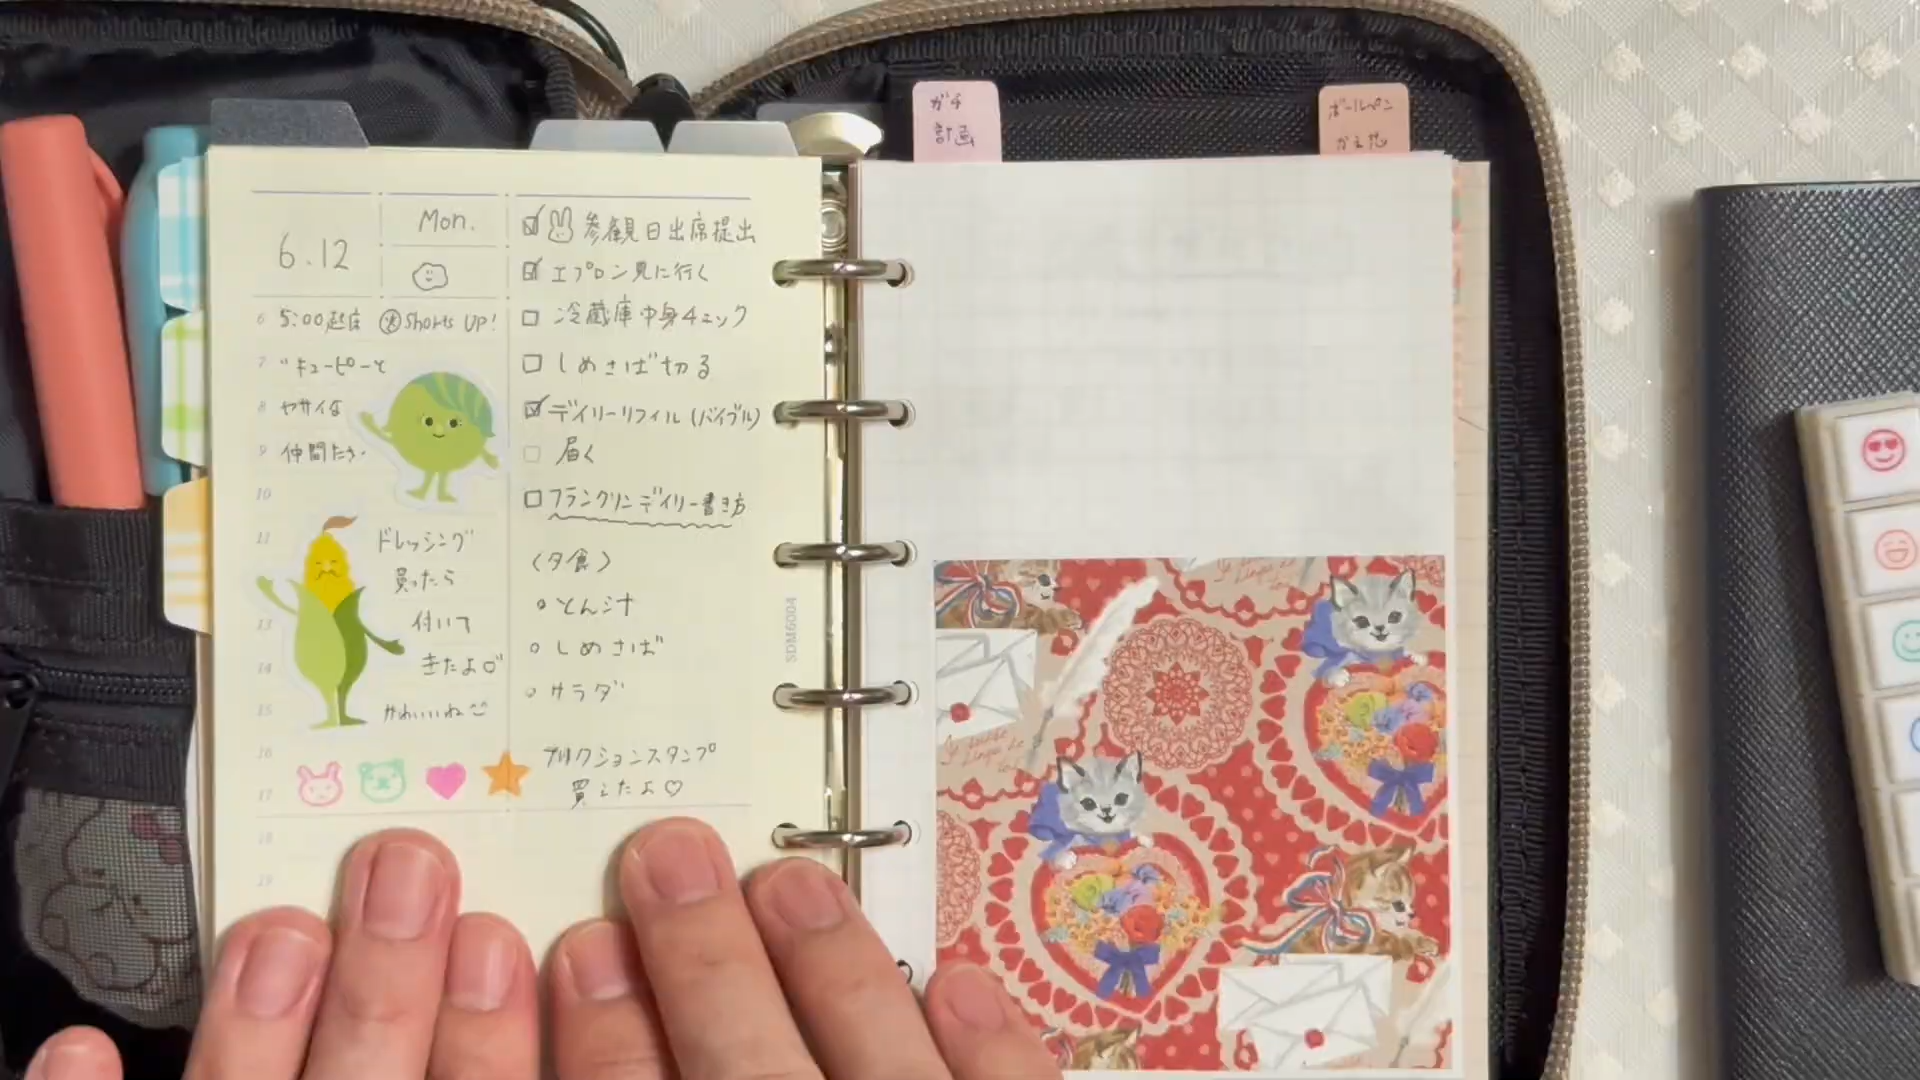 ガチ
計画
ボールペン
かえ芯
6.12
Mon.
6 5:00起床 Shorts UP!
7 "キューピーと
8 ヤサイな
9 仲間たち
10
11 ドレッシング
買ったら
付いて
13
14 きたよ
15 かわいいね
16
17
18
19
参観日出席提出
エプロン見に行く
冷蔵庫中身チェック
しめさば切る
デイリーリフィル(バイブル)
届く
フランクリンデイリー書き方
〈夕食〉
とん汁
しめさば
サラダ
フリクションスタンプ
買えたよ♡
SDM6004